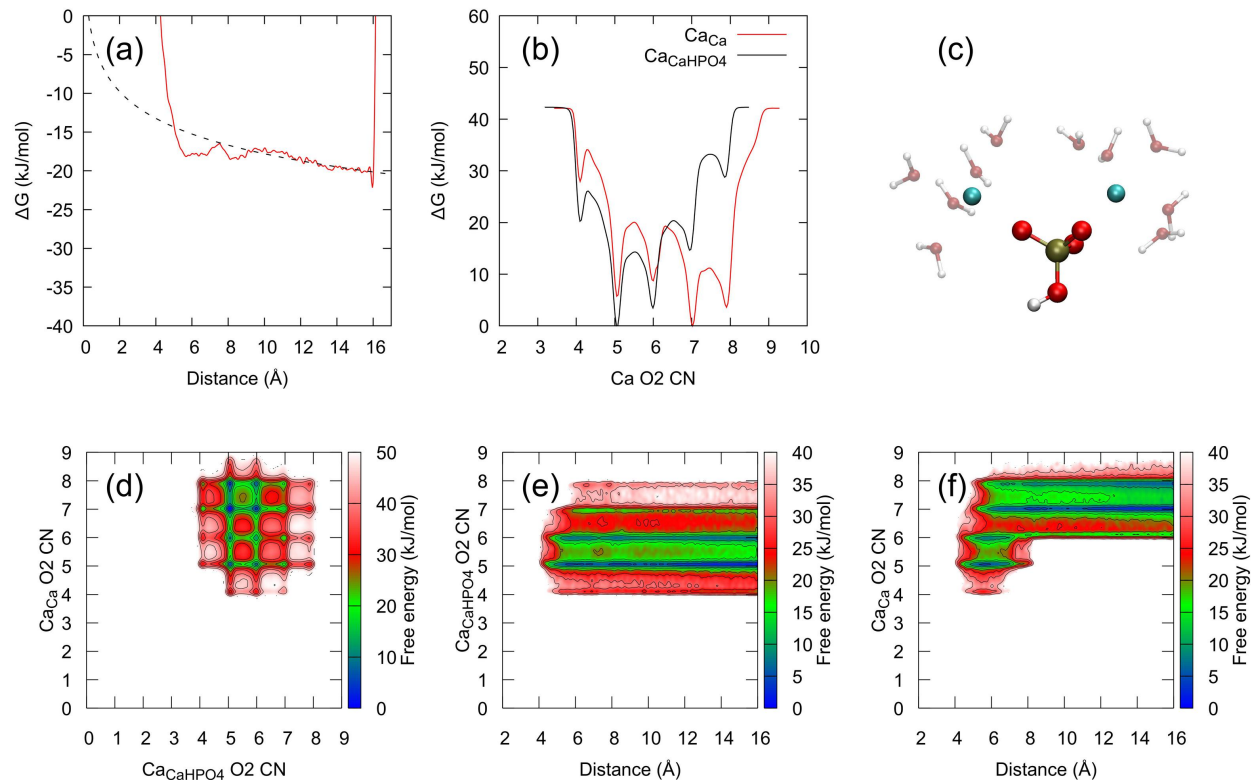 (a)
0
-5
-10
-15
-20
-25
-30
-35
-40
ΔG (kJ/mol)
0 2 4 6 8 10 12 14 16
Distance (Å)
(b)
CaCa
CaCaHPO4
60
50
40
30
20
10
0
ΔG (kJ/mol)
2 3 4 5 6 7 8 9 10
Ca O2 CN
(c)
(d)
9
8
7
6
5
4
3
2
1
0
CaCa O2 CN
0 1 2 3 4 5 6 7 8 9
CaCaHPO4 O2 CN
50
40
30
20
10
0
Free energy (kJ/mol)
(e)
9
8
7
6
5
4
3
2
1
0
CaCaHPO4 O2 CN
2 4 6 8 10 12 14 16
Distance (Å)
40
35
30
25
20
15
10
5
0
Free energy (kJ/mol)
(f)
9
8
7
6
5
4
3
2
1
0
CaCa O2 CN
2 4 6 8 10 12 14 16
Distance (Å)
40
35
30
25
20
15
10
5
0
Free energy (kJ/mol)